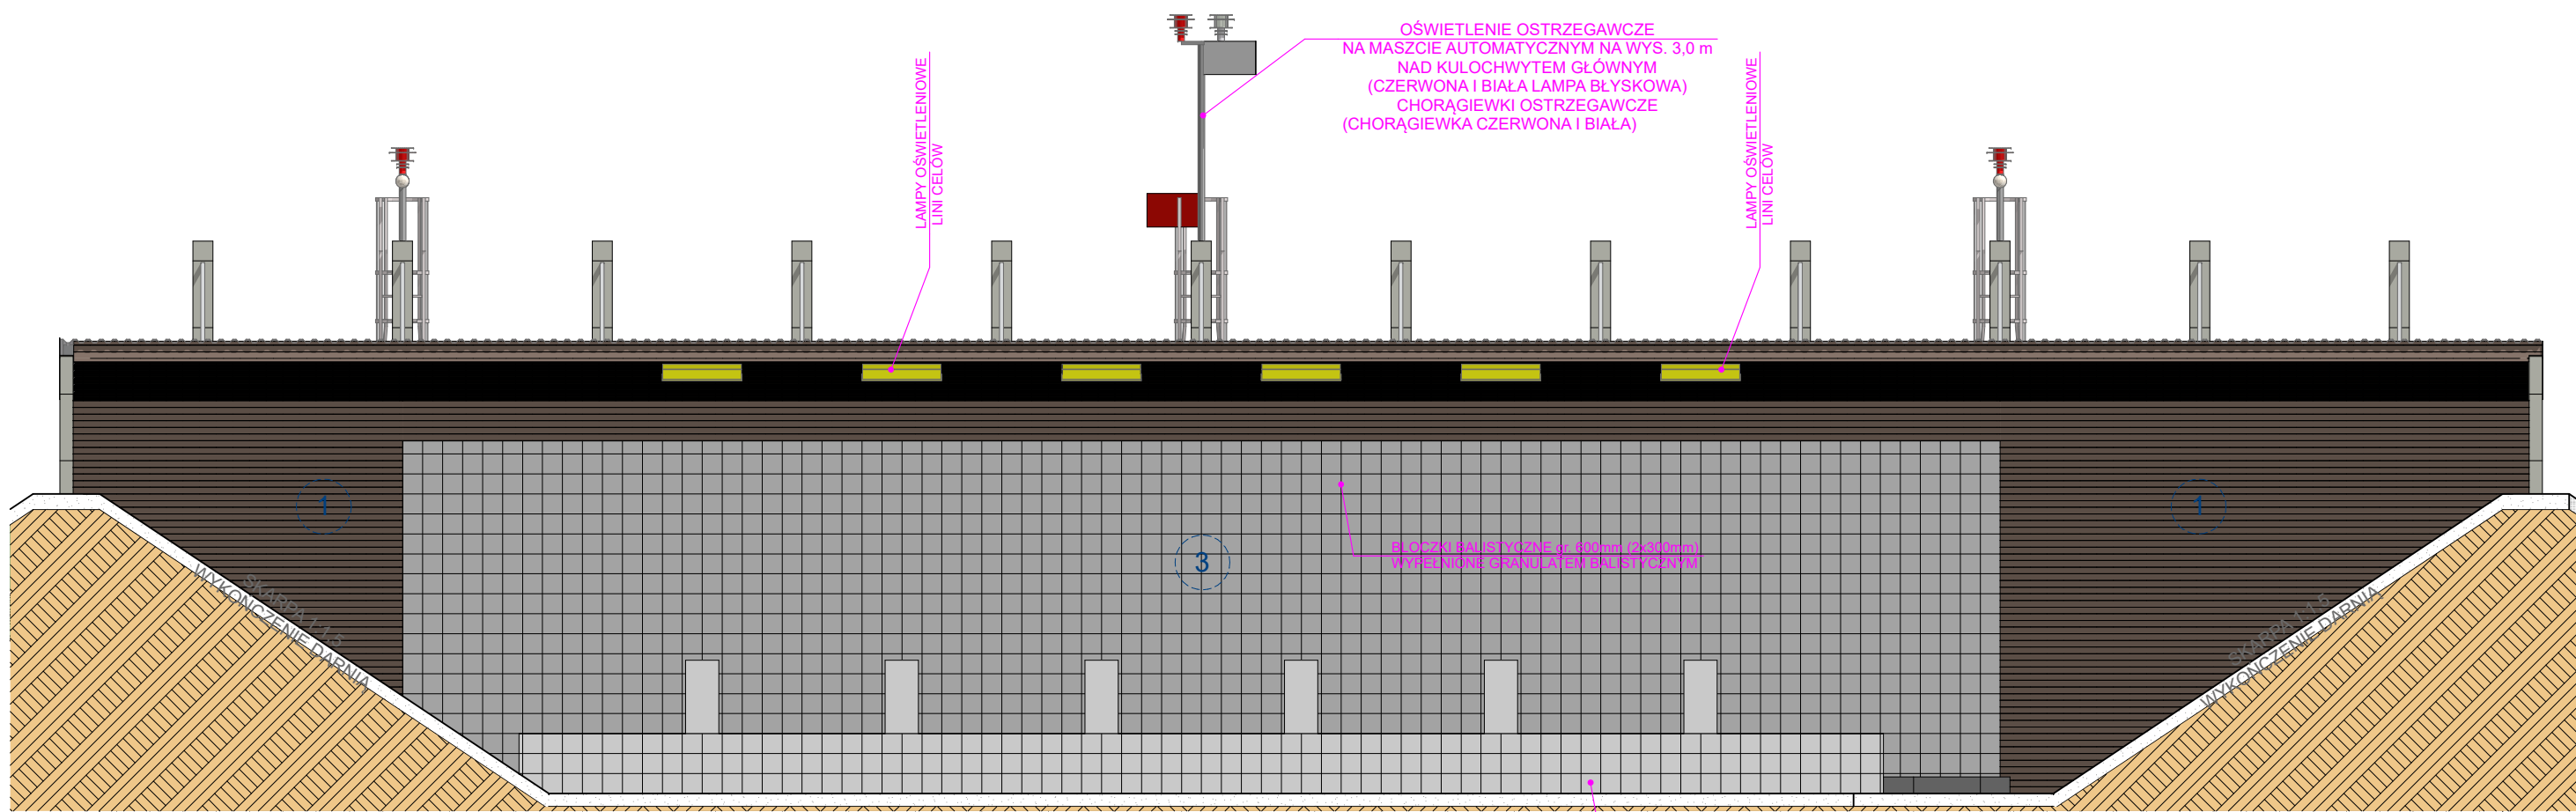 OŚWIETLENIE OSTRZEGAWCZE
NA MASZCIE AUTOMATYCZNYM NA WYS. 3,0 m
NAD KULOCHWYTEM GŁÓWNYM
(CZERWONA I BIAŁA LAMPA BŁYSKOWA)
CHORĄGIEWKI OSTRZEGAWCZE
(CHORĄGIEWKA CZERWONA I BIAŁA)
LAMPY OŚWIETLENIOWE
LINI CELÓW
LAMPY OŚWIETLENIOWE
LINI CELÓW
1
1
3
BLOCZKI BALISTYCZNE gr. 600mm (2x300mm)
WYPEŁNIONE GRANULATEM BALISTYCZNYM
SKARPA 1:1,5
WYKOŃCZENIE DARNIĄ
SKARPA 1:1,5
WYKOŃCZENIE DARNIĄ